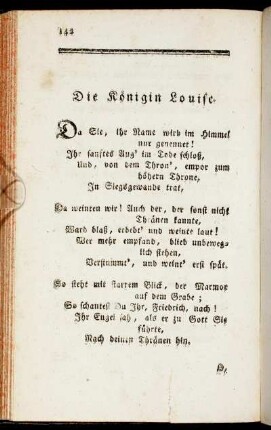 142
Die Königin Louise.
Da Sie, ihr Name wird im Himmel
nur genennet!
Ihr sanftes Aug' im Tode schloß,
Und, von dem Thron', empor zum
höhern Throne,
In Siegsgewande trat,
Da weinten wir! Auch der, der sonst nicht
Thränen kannte,
Ward blaß, erbebt' und weinte laut!
Wer mehr empfand, blieb unbeweg-
lich stehen,
Verstummt', und weint' erst spät.
So steht mit starrem Blick, der Marmor
auf dem Grabe;
So schautest Du Ihr, Friedrich, nach!
Ihr Engel sah, als er zu Gott Sie
führte,
Nach deinen Thränen hin.